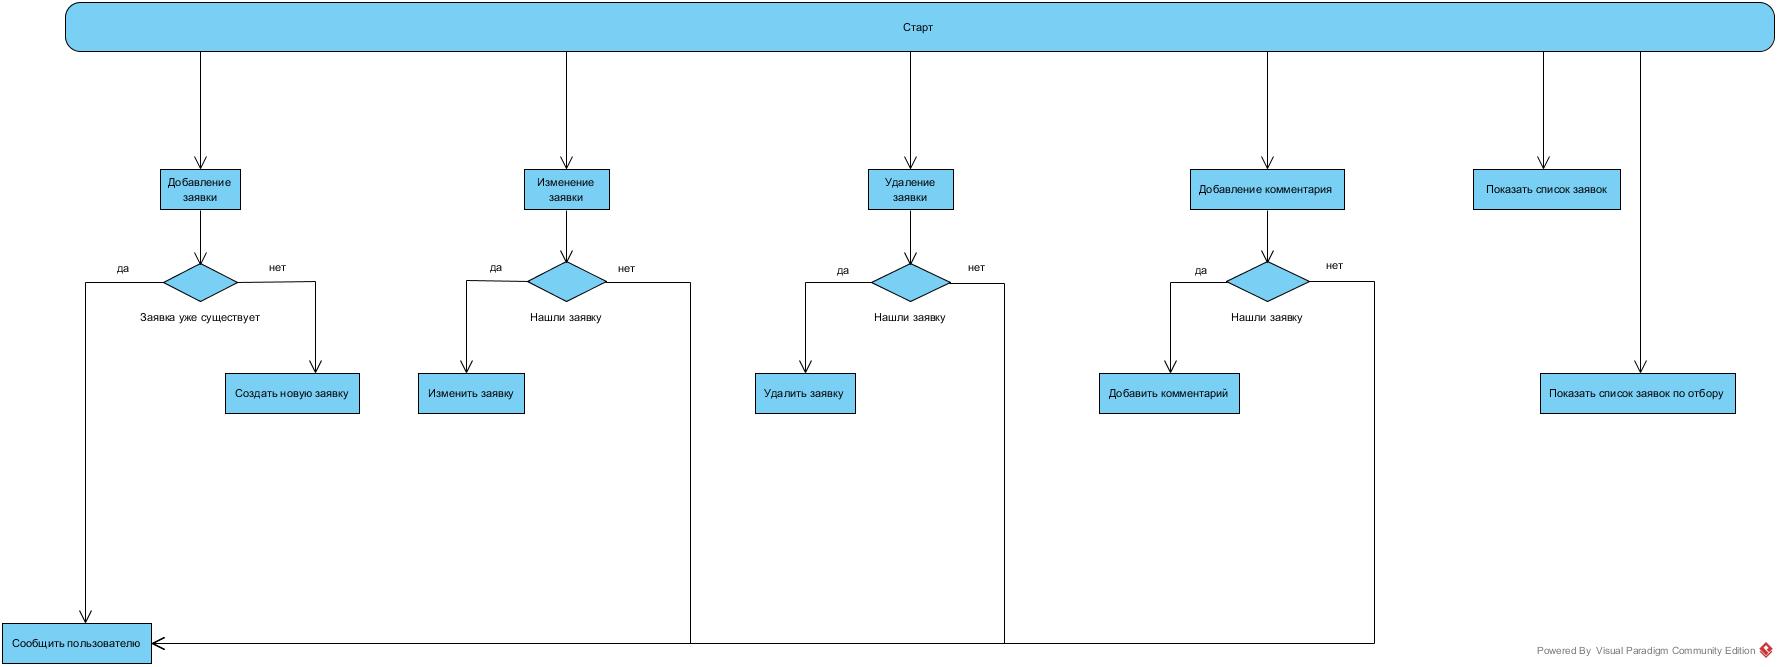 Старт
Добавление
заявки
Изменение
заявки
Удаление
заявки
Добавление комментария
Показать список заявок
да
нет
Заявка уже существует
да
нет
Нашли заявку
да
нет
Нашли заявку
да
нет
Нашли заявку
Создать новую заявку
Изменить заявку
Удалить заявку
Добавить комментарий
Показать список заявок по отбору
Сообщить пользователю
Powered By Visual Paradigm Community Edition